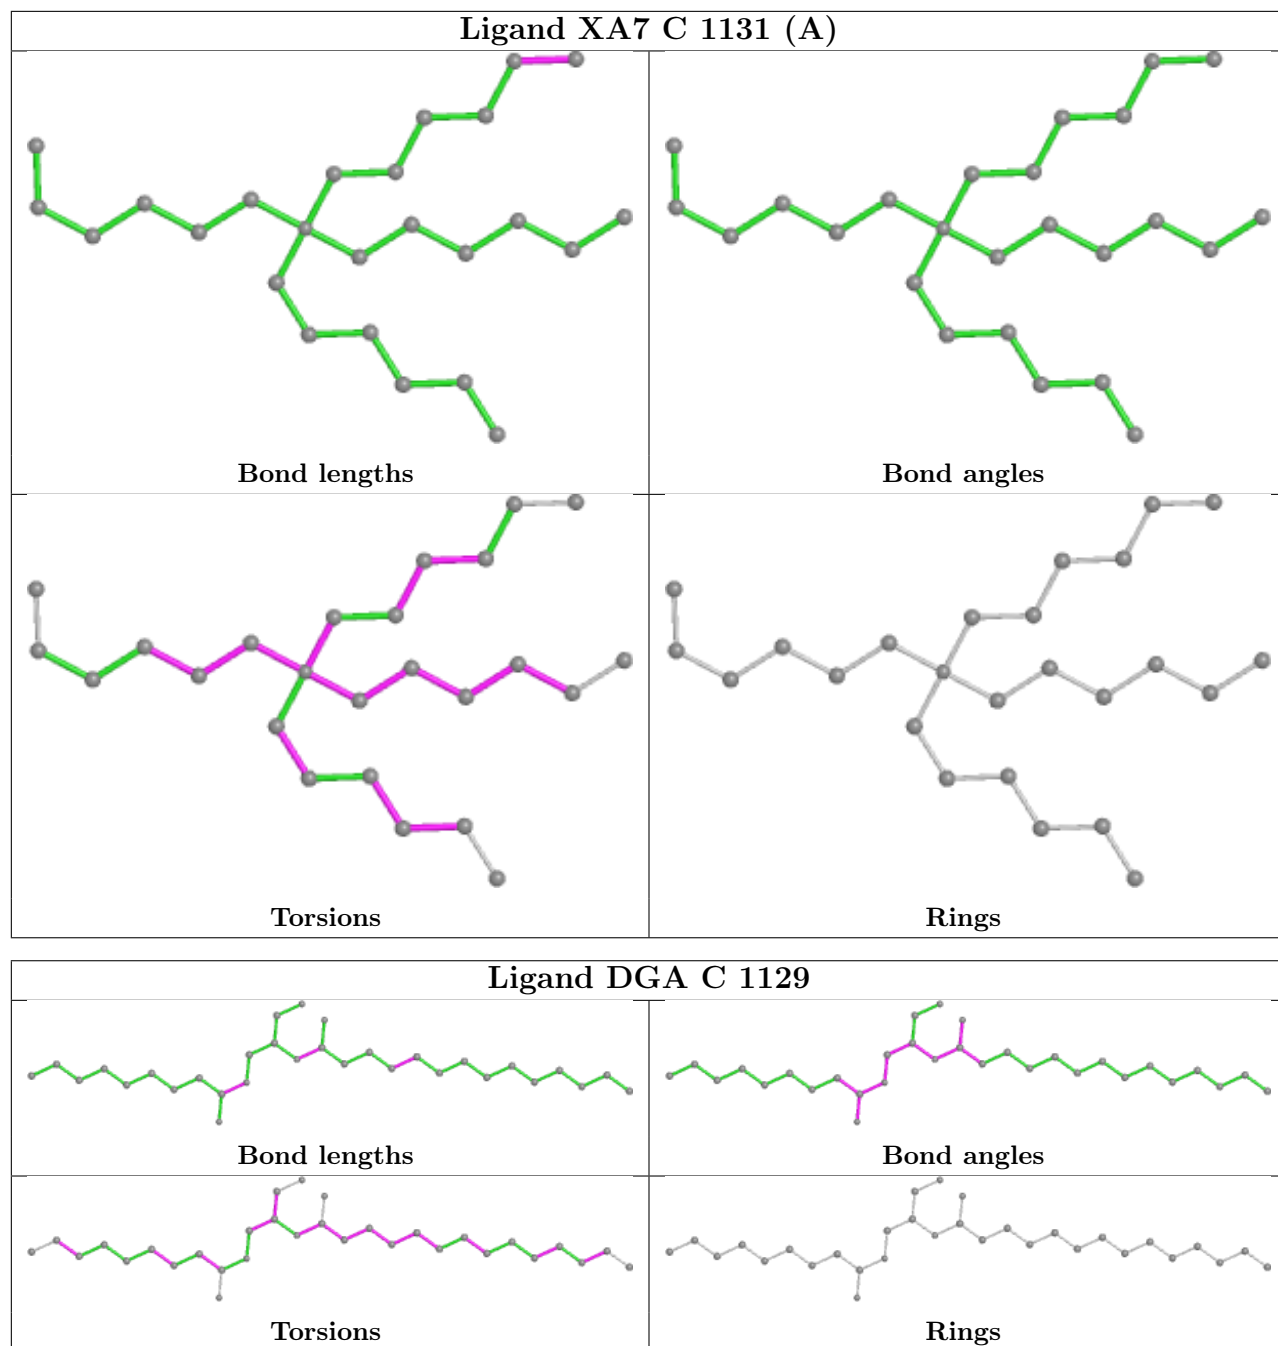 Ligand XA7 C 1131 (A)
Bond lengths
Bond angles
Torsions
Rings
Ligand DGA C 1129
Bond lengths
Bond angles
Torsions
Rings